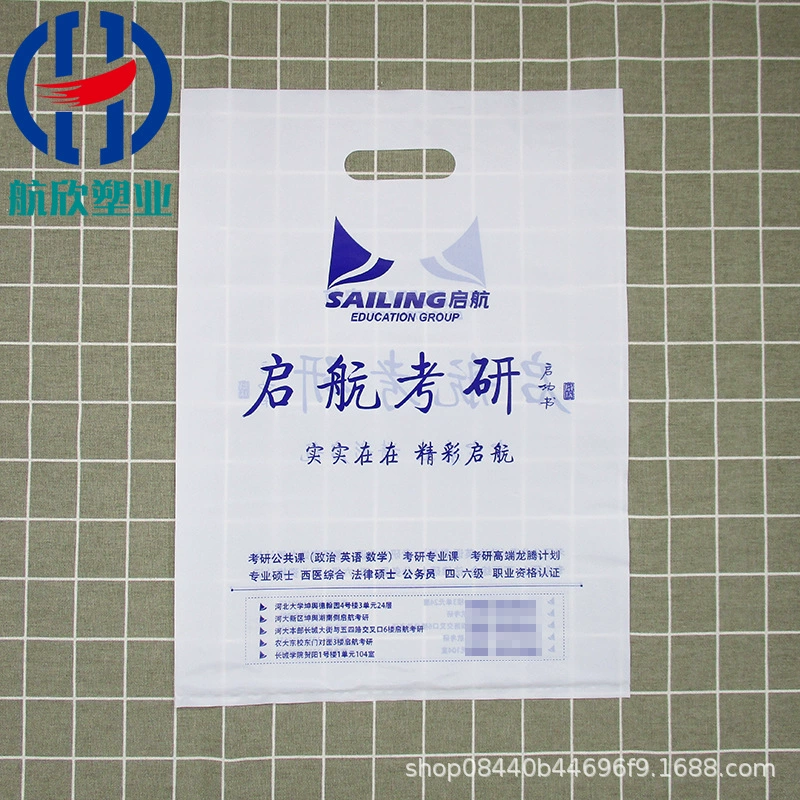 航欣塑业
SAILING启航
EDUCATION GROUP
启航考研
启功书
实实在在 精彩启航
考研公共课(政治 英语 数学) 考研专业课 考研高端龙腾计划
专业硕士 西医综合 法律硕士 公务员 四、六级 职业资格认证
河北大学坤舆德翰园4号楼3单元24层
河大新区坤舆湖南侧启航考研
河大本部长城大街与五四路交叉口6楼启航考研
农大东校东门对面3楼启航考研
长城学院贺阳1号楼1单元104室
shop08440b44696f9.1688.com